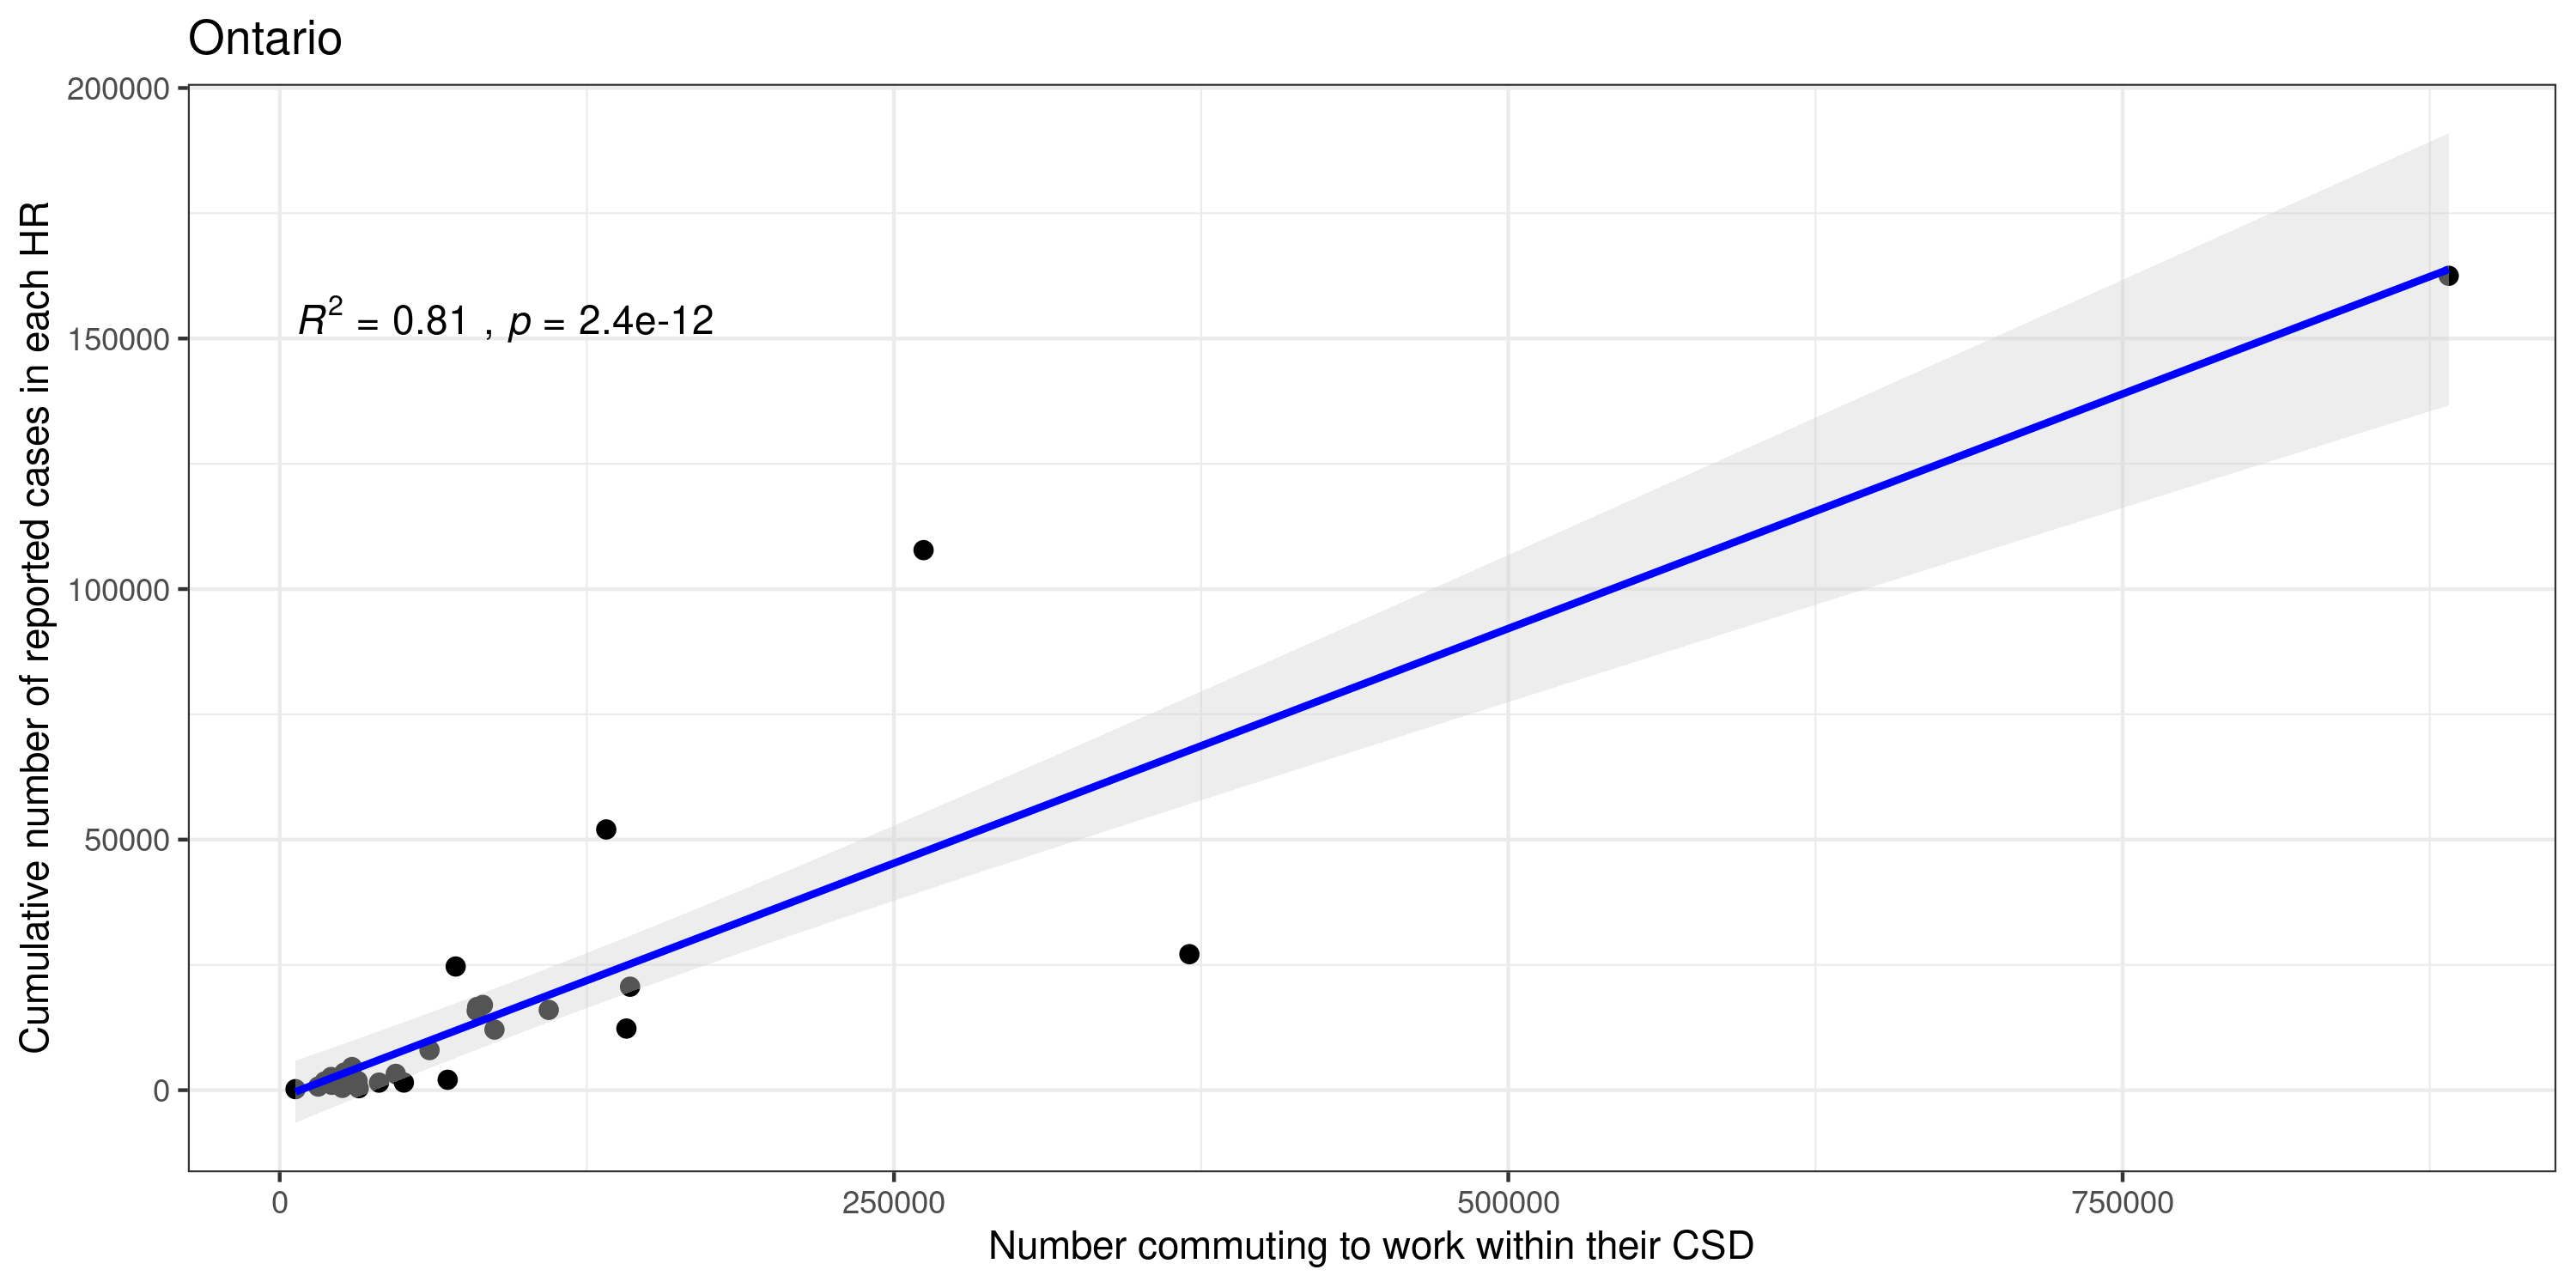 Ontario
200000
150000
100000
50000
0
Cumulative number of reported cases in each HR
R² = 0.81 , p = 2.4e-12
0 250000 500000 750000
Number commuting to work within their CSD